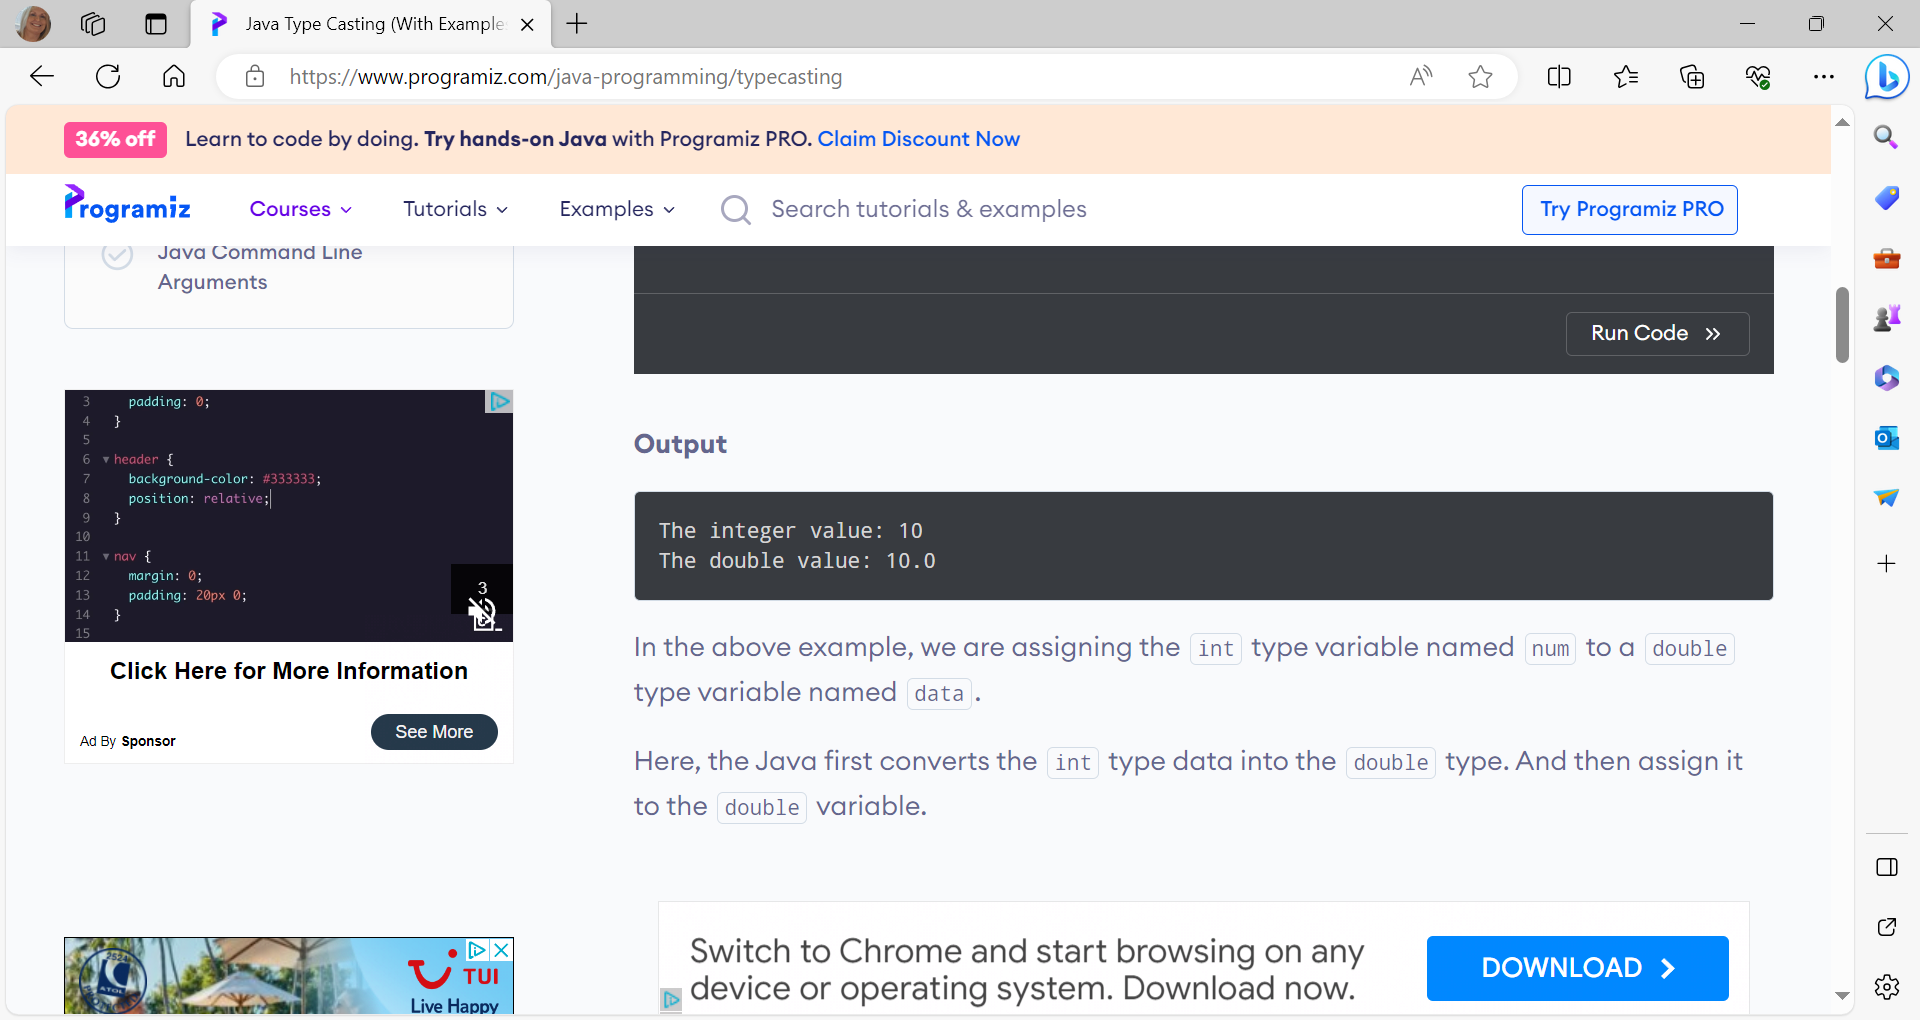 Java Type Casting (With Example
https://www.programiz.com/java-programming/typecasting
36% off Learn to code by doing. Try hands-on Java with Programiz PRO. Claim Discount Now
Programiz Courses Tutorials Examples Search tutorials & examples Try Programiz PRO
Java Command Line
Arguments
Run Code »
3 padding: 0;
4 }
5
6 header {
7 background-color: #333333;
8 position: relative;
9 }
10
11 nav {
12 margin: 0;
13 padding: 20px 0;
14 }
15
3
Click Here for More Information
Ad By Sponsor
See More
Output
The integer value: 10
The double value: 10.0
In the above example, we are assigning the int type variable named num to a double
type variable named data.
Here, the Java first converts the int type data into the double type. And then assign it
to the double variable.
2524
ATOL
TUI
Live Happy
Switch to Chrome and start browsing on any
device or operating system. Download now.
DOWNLOAD